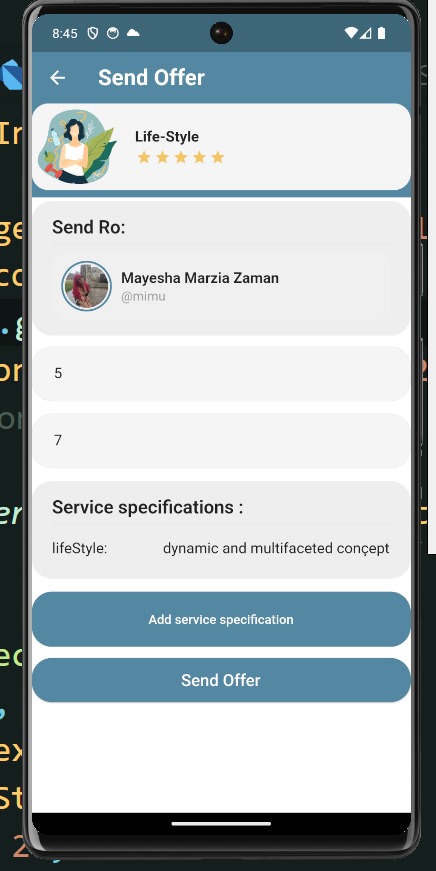 8:45
Send Offer
Life-Style
Send Ro:
Mayesha Marzia Zaman
@mimu
5
7
Service specifications :
lifeStyle: dynamic and multifaceted conçept
Add service specification
Send Offer